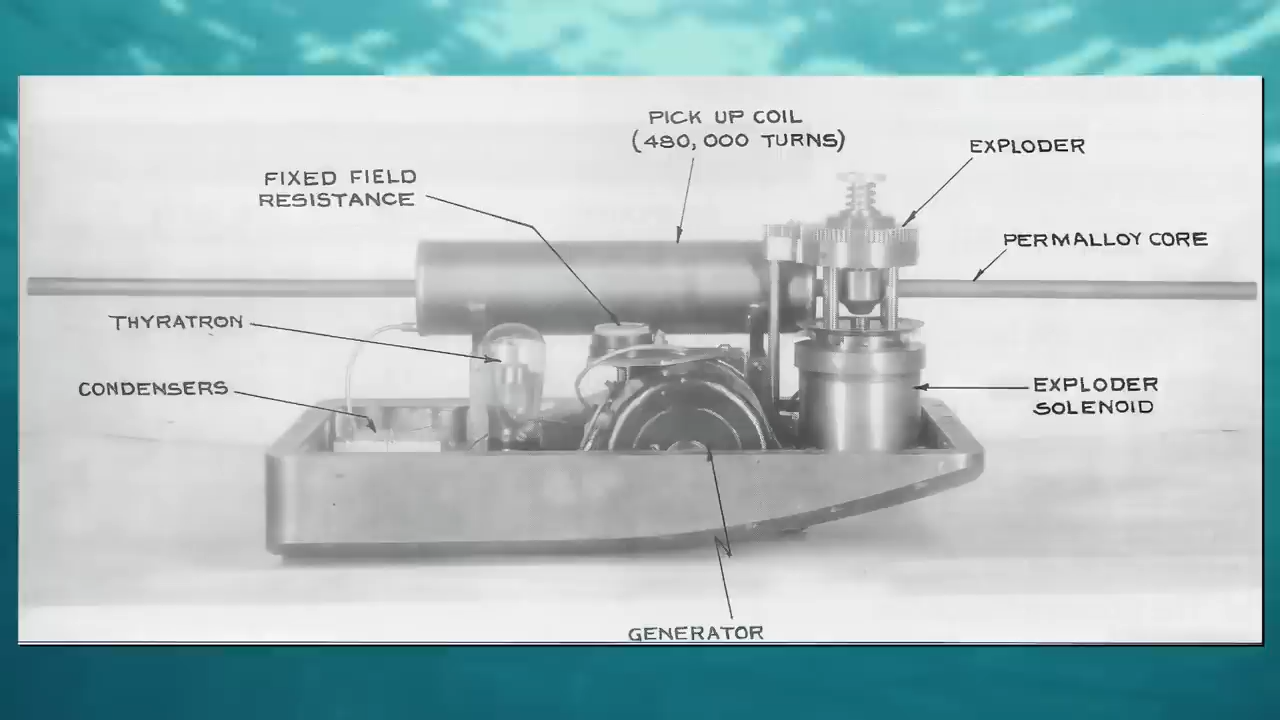 PICK UP COIL
(480,000 TURNS)
EXPLODER
FIXED FIELD
RESISTANCE
PERMALLOY CORE
THYRATRON
CONDENSERS
EXPLODER
SOLENOID
GENERATOR